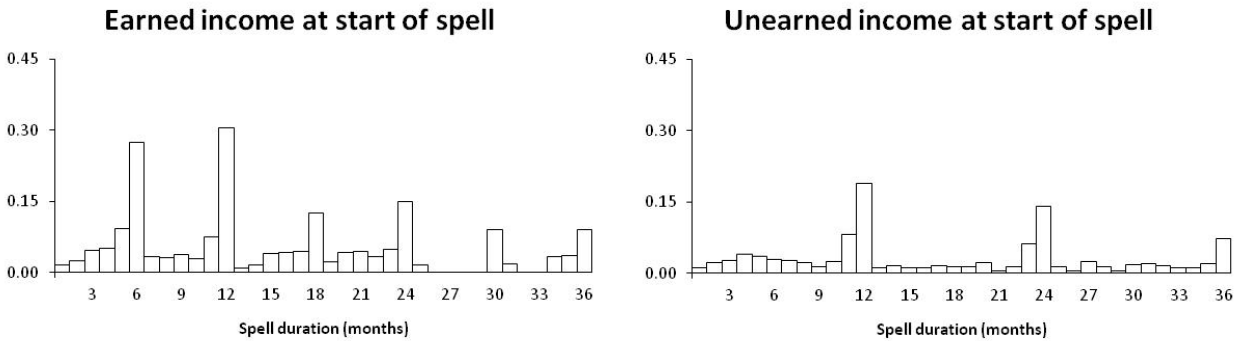 Earned income at start of spell
0.45
0.30
0.15
0.00
3 6 9 12 15 18 21 24 27 30 33 36
Spell duration (months)
Unearned income at start of spell
0.45
0.30
0.15
0.00
3 6 9 12 15 18 21 24 27 30 33 36
Spell duration (months)